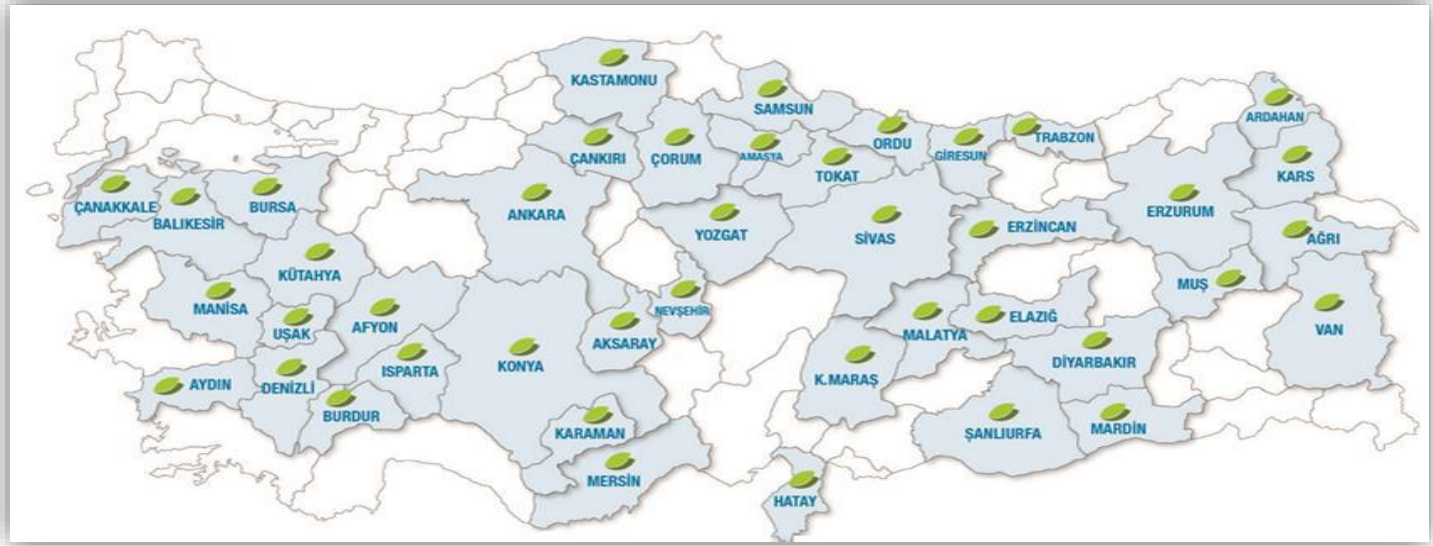 KASTAMONU
SAMSUN
ARDAHAN
TRABZON
ORDU
GİRESUN
ÇANKIRI
ÇORUM
AMASYA
TOKAT
KARS
ÇANAKKALE
BALIKESİR
BURSA
ANKARA
YOZGAT
SİVAS
ERZİNCAN
ERZURUM
AĞRI
KÜTAHYA
MUŞ
MANİSA
UŞAK
AFYON
NEVŞEHİR
AKSARAY
MALATYA
ELAZIĞ
VAN
AYDIN
DENİZLİ
ISPARTA
KONYA
K.MARAŞ
DİYARBAKIR
BURDUR
KARAMAN
ŞANLIURFA
MARDİN
MERSİN
HATAY